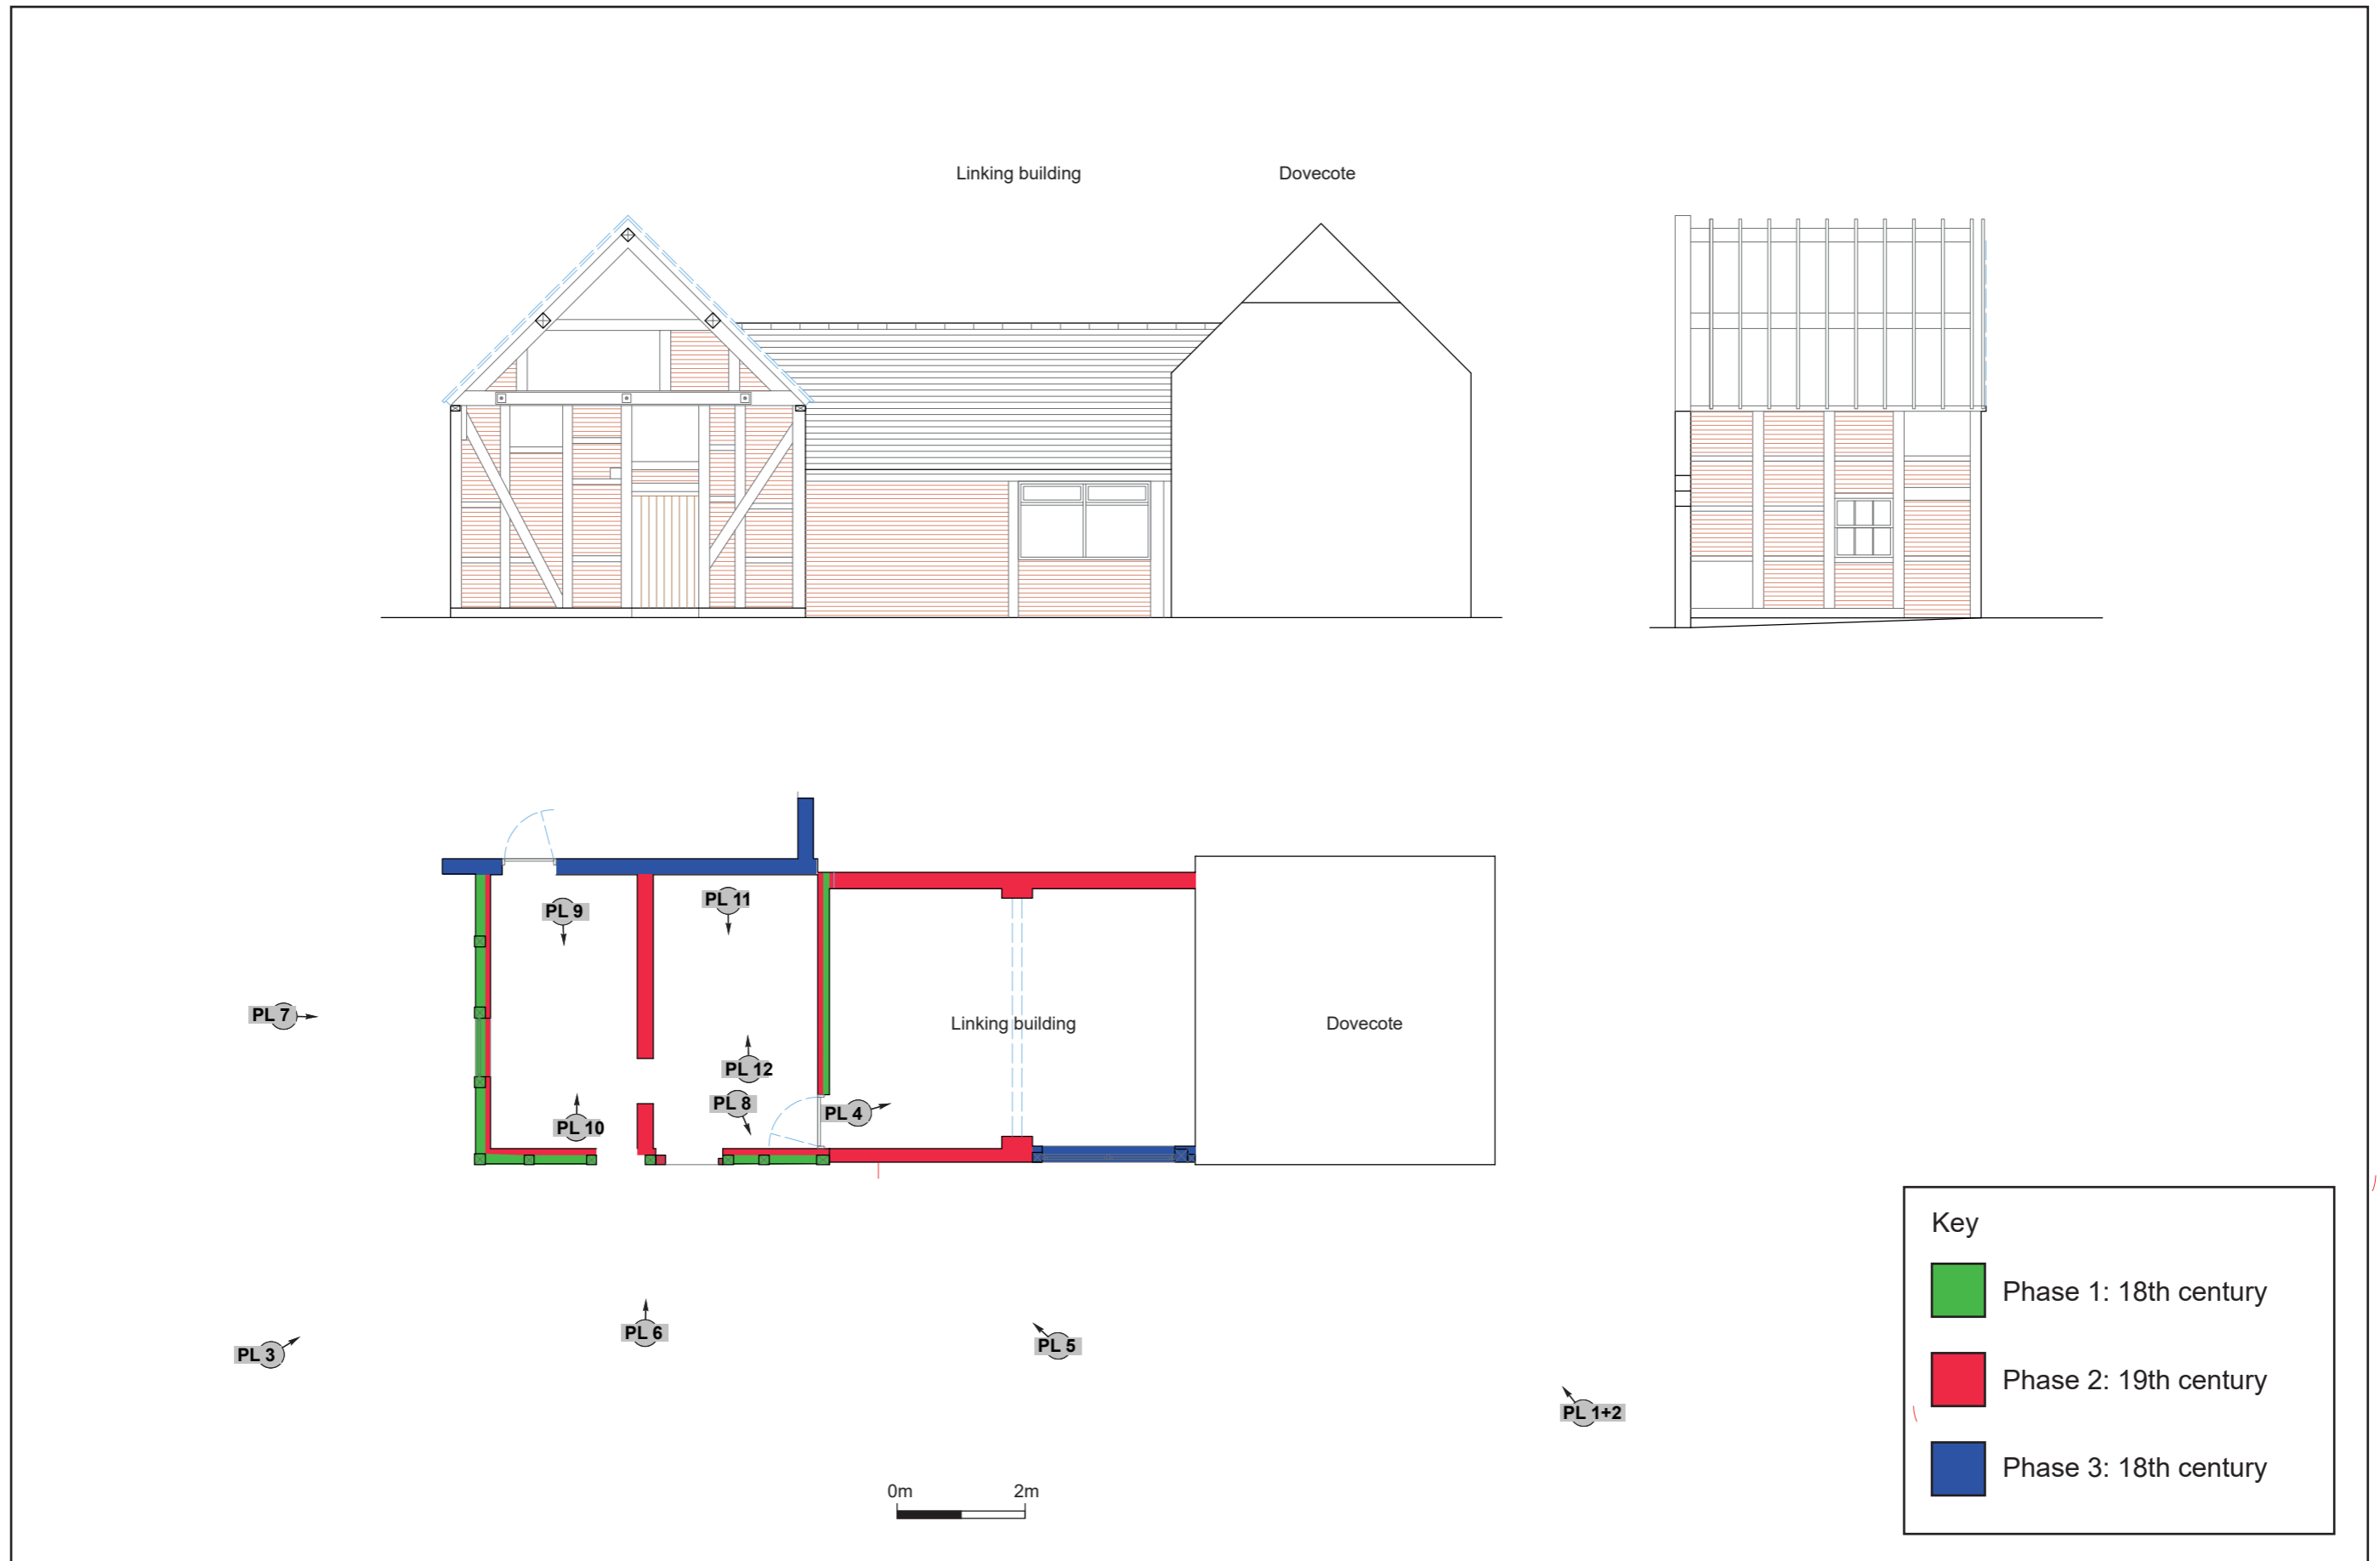 Linking building
Dovecote
PL 9
PL 11
PL 7
Linking building
Dovecote
PL 12
PL 8
PL 4
PL 10
PL 6
PL 3
PL 5
PL 1+2
Key
Phase 1: 18th century
Phase 2: 19th century
Phase 3: 18th century
0m
2m